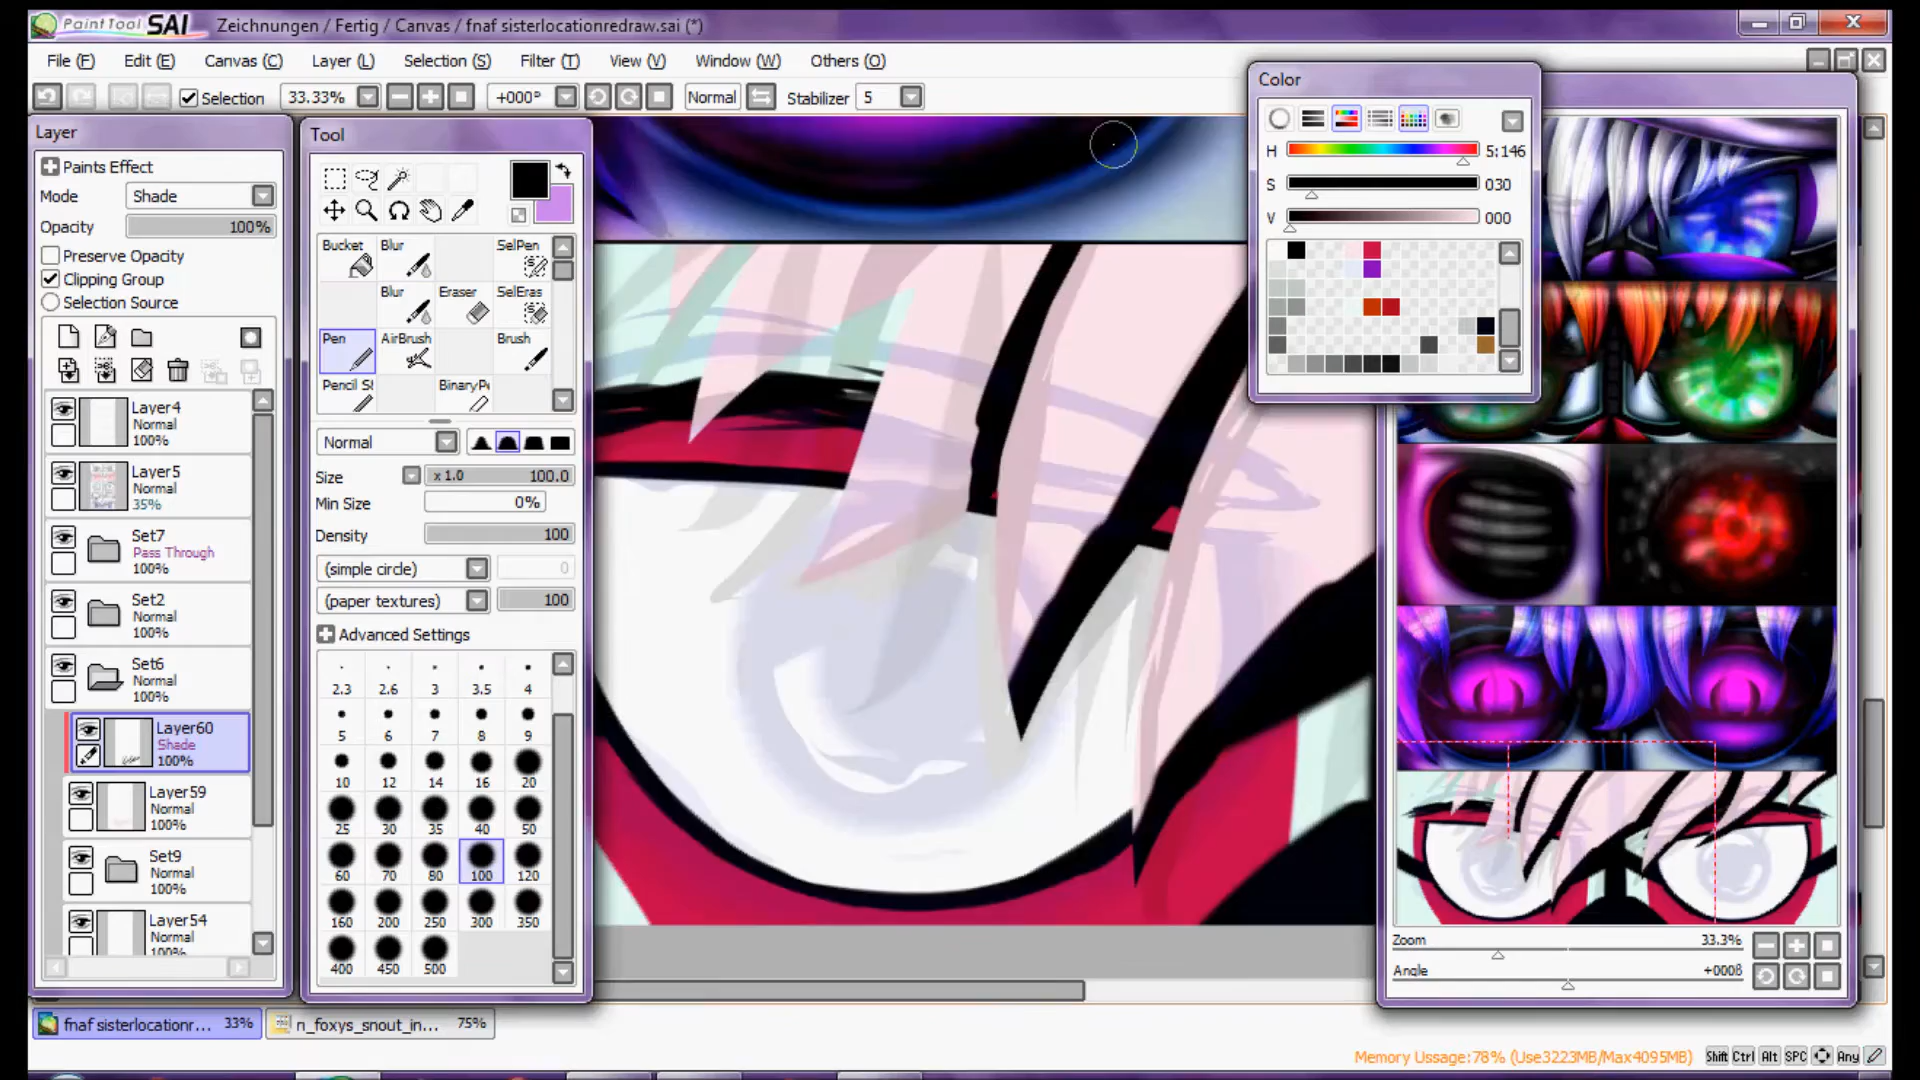 PaintTool SAI Zeichnungen / Fertig / Canvas / fnaf sisterlocationredraw.sai (*)
File (F) Edit (E) Canvas (C) Layer (L) Selection (S) Filter (T) View (V) Window (W) Others (O)
Selection 33.33% +000° Normal Stabilizer 5
Layer
Paints Effect
Mode Shade
Opacity 100%
Preserve Opacity
Clipping Group
Selection Source
Layer4
Normal
100%
Layer5
Normal
35%
Set7
Pass Through
100%
Set2
Normal
100%
Set6
Normal
100%
Layer60
Shade
100%
Layer59
Normal
100%
Set9
Normal
100%
Layer54
Normal
100%
Tool
Bucket Blur SelPen
Blur Eraser SelEras
Pen AirBrush Brush
Pencil BinaryPe
Normal
Size x 1.0 100.0
Min Size 0%
Density 100
(simple circle) 0
(paper textures) 100
Advanced Settings
2.3 2.6 3 3.5 4
5 6 7 8 9
10 12 14 16 20
25 30 35 40 50
60 70 80 100 120
160 200 250 300 350
400 450 500
Color
H 5:146
S 030
V 000
Zoom 33.3%
Angle +000
fnaf sisterlocationr... 33% n_foxys_snout_in... 75%
Memory Ussage:78% (Use3223MB/Max4095MB) Shift Ctrl Alt SPC Any